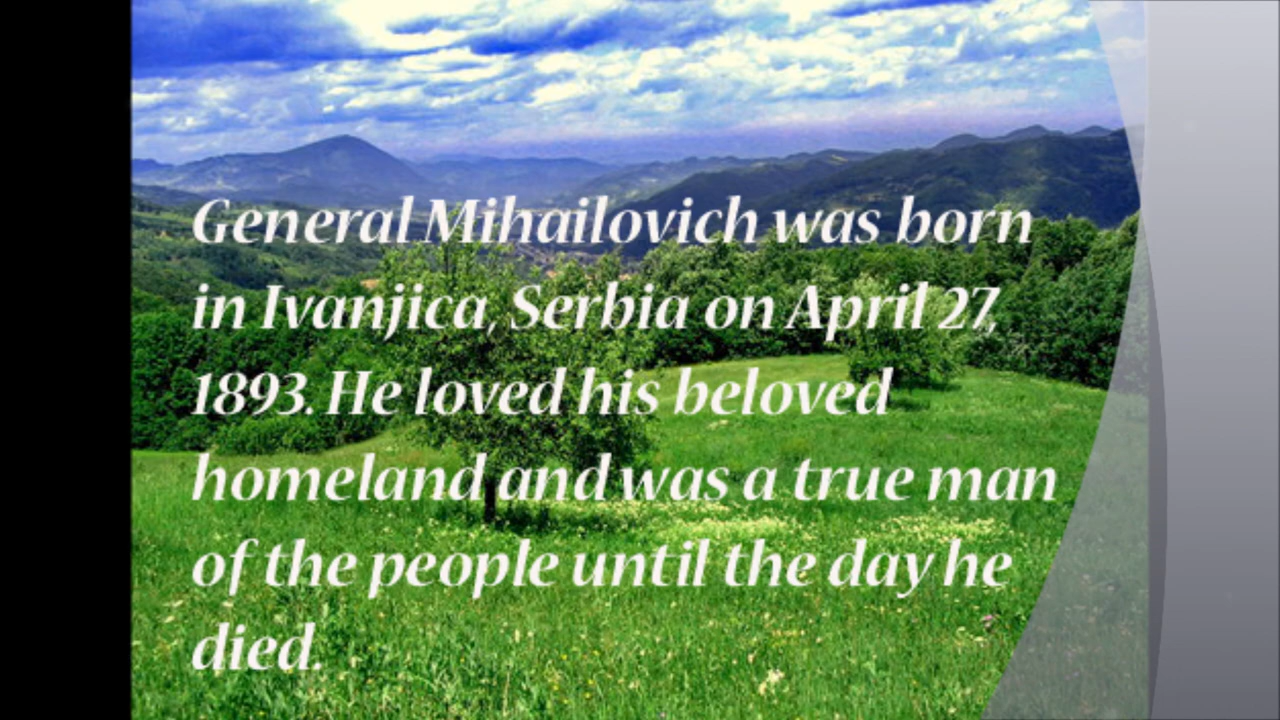 General Mihailovich was born
in Ivanjica, Serbia on April 27,
1893. He loved his beloved
homeland and was a true man
of the people until the day he
died.